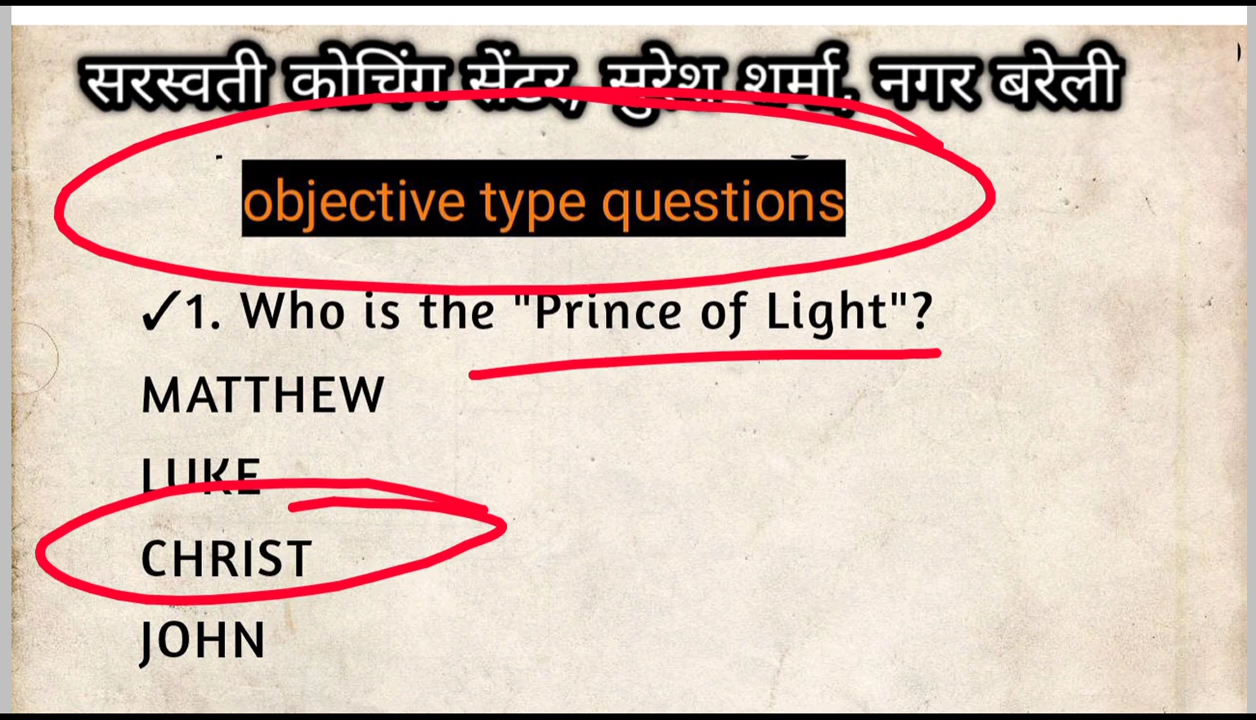 सरस्वती कोचिंग सेंटर, सुरेश शर्मा, नगर बरेली
objective type questions
✓1. Who is the "Prince of Light"?
MATTHEW
LUKE
CHRIST
JOHN